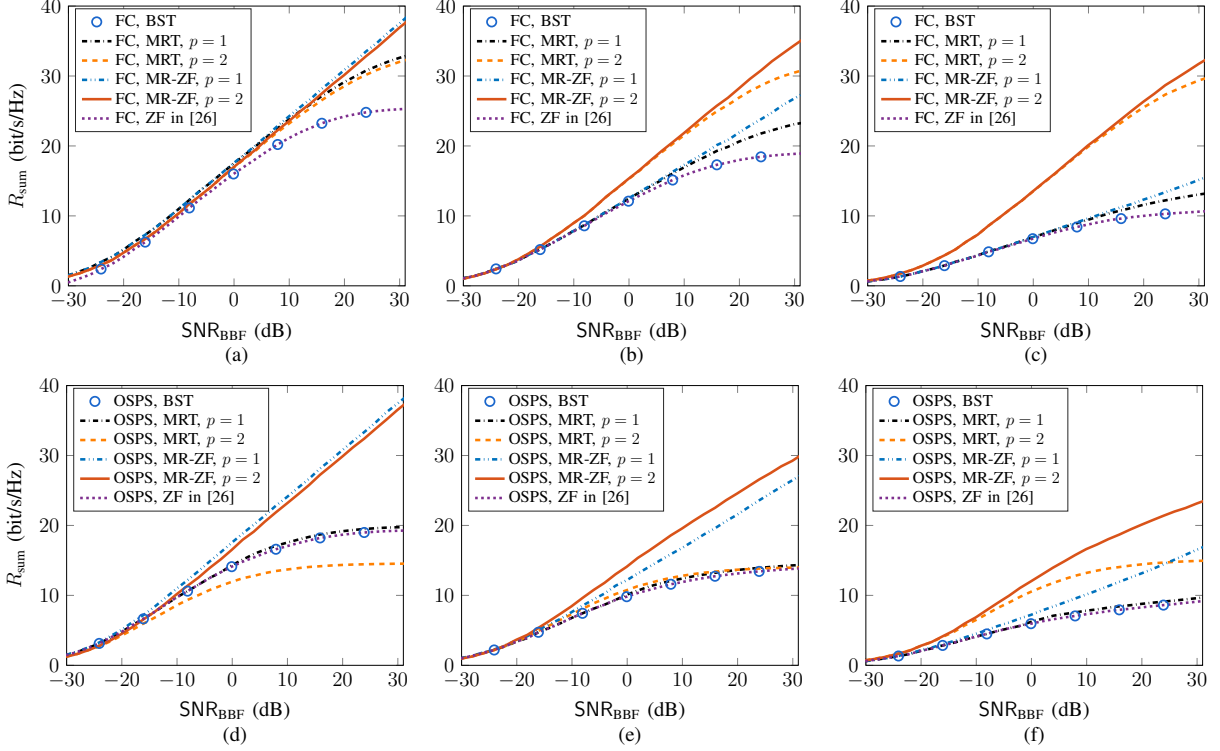 40
30
20
10
0
R_sum (bit/s/Hz)
FC, BST
FC, MRT, p = 1
FC, MRT, p = 2
FC, MR-ZF, p = 1
FC, MR-ZF, p = 2
FC, ZF in [26]
−30 −20 −10 0 10 20 30
SNR_BBF (dB)
(a)
40
30
20
10
0
FC, BST
FC, MRT, p = 1
FC, MRT, p = 2
FC, MR-ZF, p = 1
FC, MR-ZF, p = 2
FC, ZF in [26]
−30 −20 −10 0 10 20 30
SNR_BBF (dB)
(b)
40
30
20
10
0
FC, BST
FC, MRT, p = 1
FC, MRT, p = 2
FC, MR-ZF, p = 1
FC, MR-ZF, p = 2
FC, ZF in [26]
−30 −20 −10 0 10 20 30
SNR_BBF (dB)
(c)
40
30
20
10
0
R_sum (bit/s/Hz)
OSPS, BST
OSPS, MRT, p = 1
OSPS, MRT, p = 2
OSPS, MR-ZF, p = 1
OSPS, MR-ZF, p = 2
OSPS, ZF in [26]
−30 −20 −10 0 10 20 30
SNR_BBF (dB)
(d)
40
30
20
10
0
OSPS, BST
OSPS, MRT, p = 1
OSPS, MRT, p = 2
OSPS, MR-ZF, p = 1
OSPS, MR-ZF, p = 2
OSPS, ZF in [26]
−30 −20 −10 0 10 20 30
SNR_BBF (dB)
(e)
40
30
20
10
0
OSPS, BST
OSPS, MRT, p = 1
OSPS, MRT, p = 2
OSPS, MR-ZF, p = 1
OSPS, MR-ZF, p = 2
OSPS, ZF in [26]
−30 −20 −10 0 10 20 30
SNR_BBF (dB)
(f)